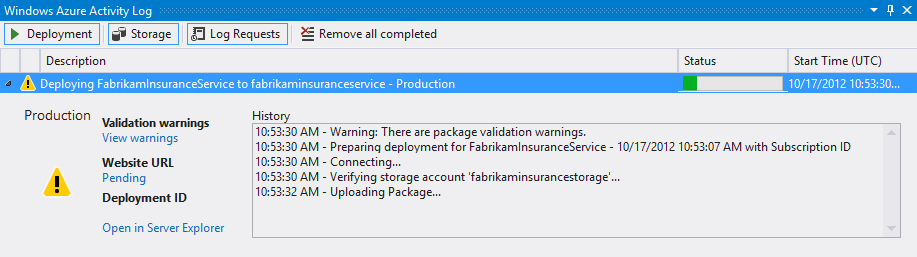 Windows Azure Activity Log
Deployment Storage Log Requests Remove all completed
Description Status Start Time (UTC)
Deploying FabrikamInsuranceService to fabrikaminsuranceservice - Production 10/17/2012 10:53:30...
Production
Validation warnings
View warnings
Website URL
Pending
Deployment ID
Open in Server Explorer
History
10:53:30 AM - Warning: There are package validation warnings.
10:53:30 AM - Preparing deployment for FabrikamInsuranceService - 10/17/2012 10:53:07 AM with Subscription ID
10:53:30 AM - Connecting...
10:53:30 AM - Verifying storage account 'fabrikaminsurancestorage'...
10:53:32 AM - Uploading Package...